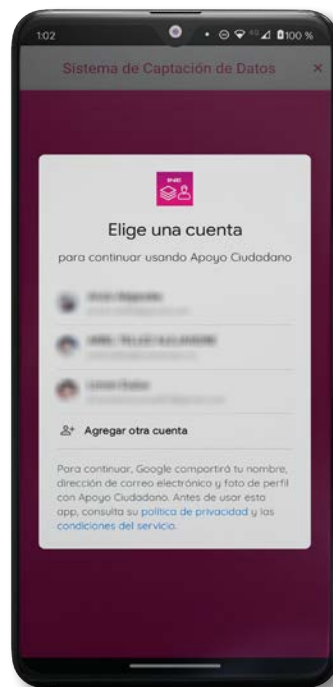 1:02
4G
100 %
Sistema de Captación de Datos ×
Elige una cuenta
para continuar usando Apoyo Ciudadano
Agregar otra cuenta
Para continuar, Google compartirá tu nombre,
dirección de correo electrónico y foto de perfil
con Apoyo Ciudadano. Antes de usar esta
app, consulta su política de privacidad y las
condiciones del servicio.